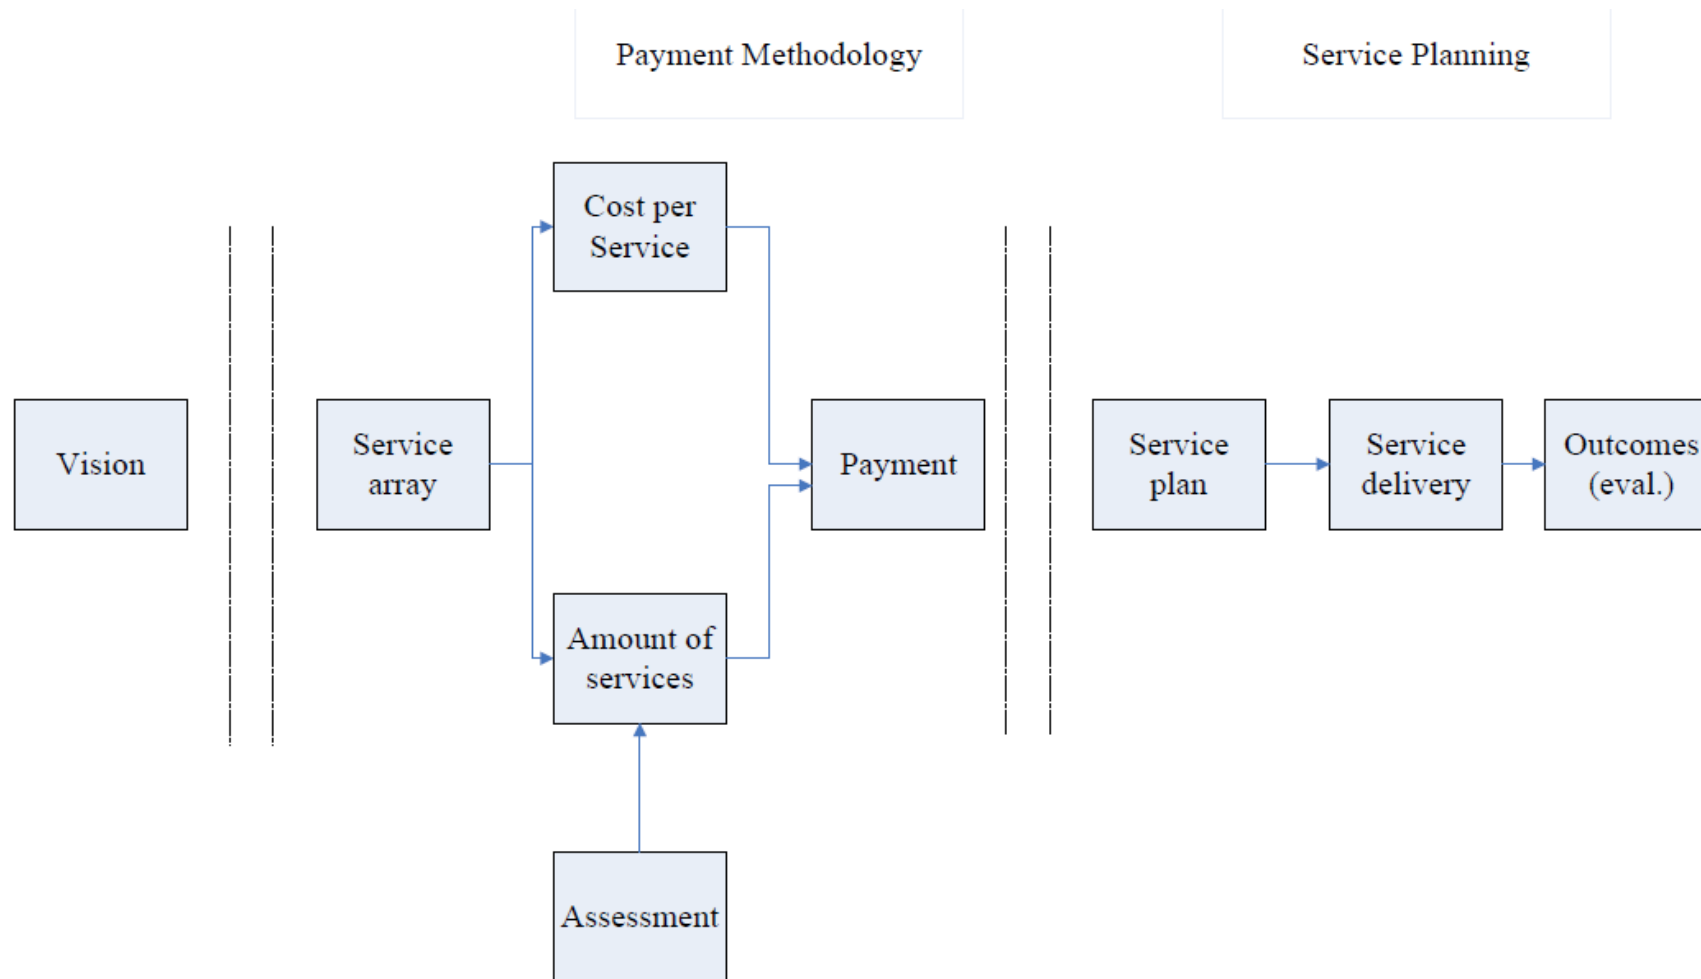 Payment Methodology
Service Planning
Cost per
Service
Vision
Service
array
Payment
Service
plan
Service
delivery
Outcomes
(eval.)
Amount of
services
Assessment